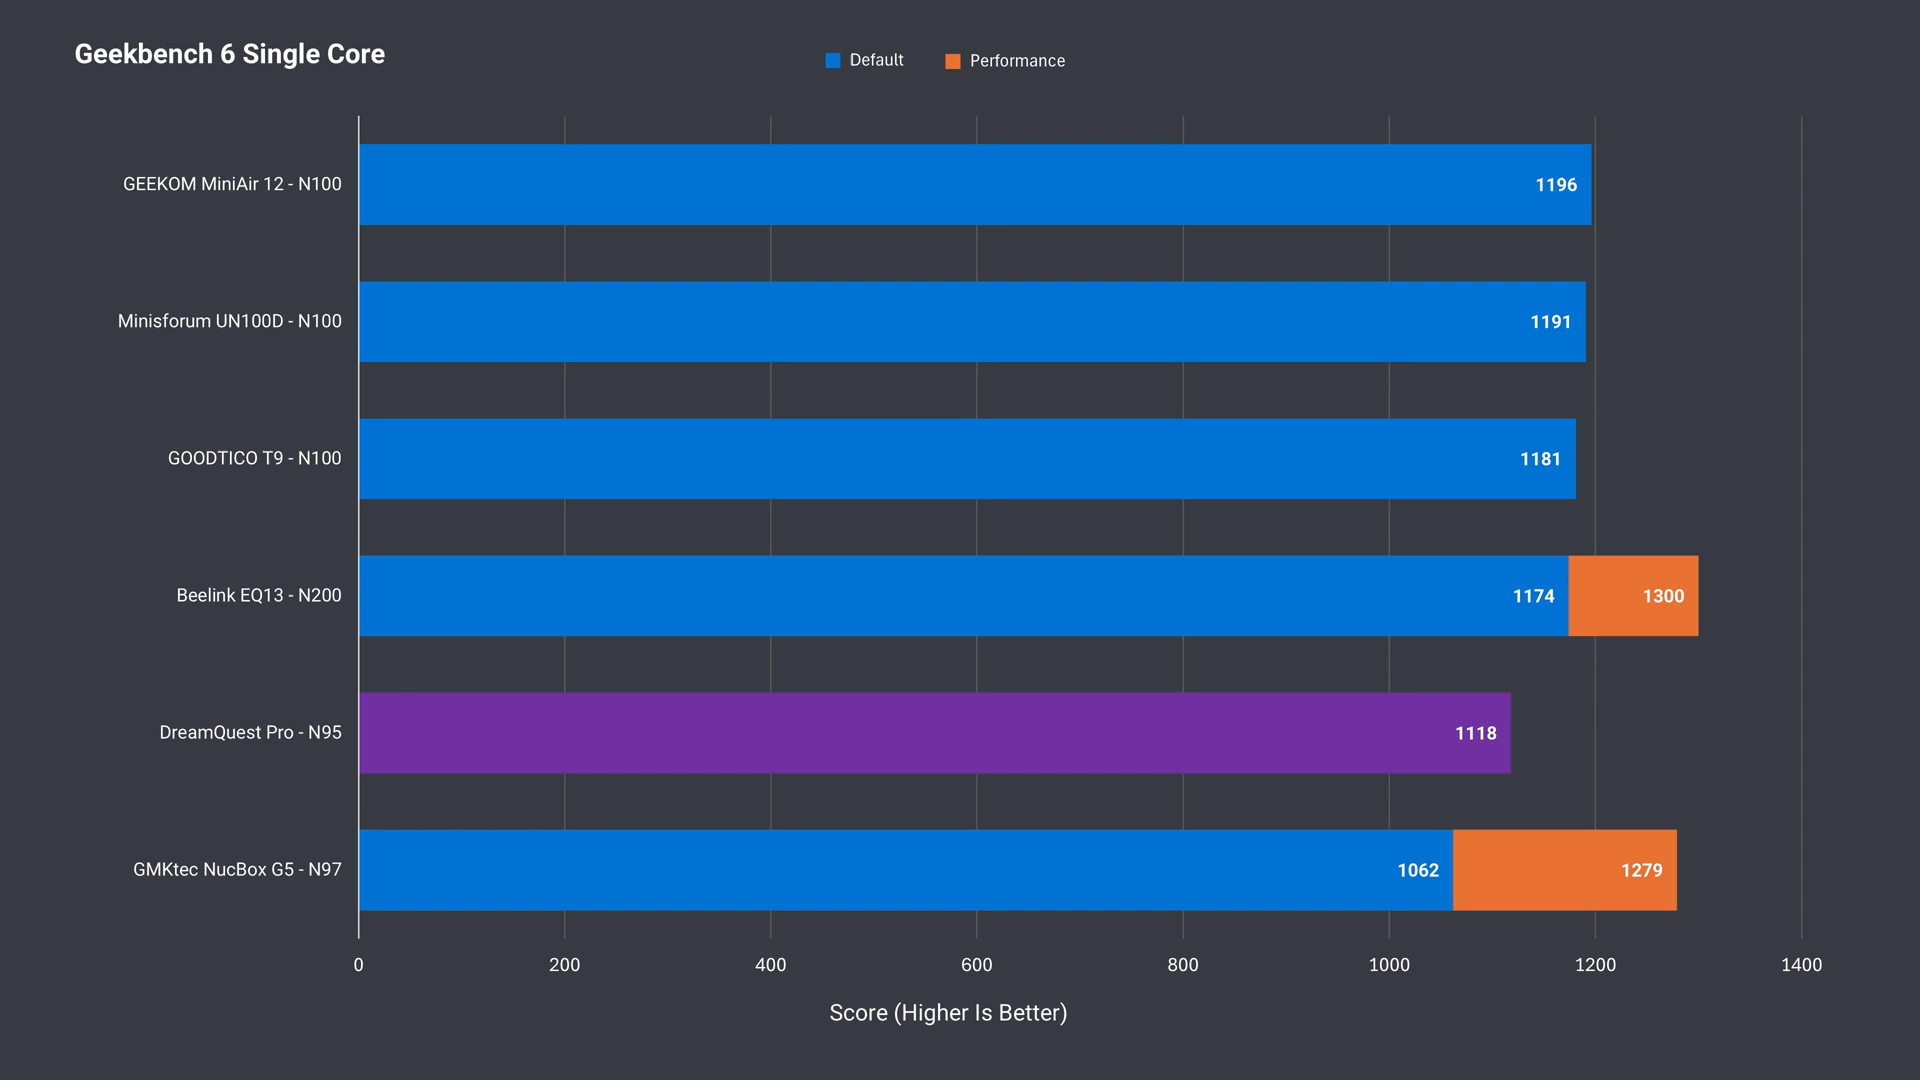 Geekbench 6 Single Core
Default
Performance
GEEKOM MiniAir 12 - N100
1196
Minisforum UN100D - N100
1191
GOODTICO T9 - N100
1181
Beelink EQ13 - N200
1174
1300
DreamQuest Pro - N95
1118
GMKtec NucBox G5 - N97
1062
1279
0 200 400 600 800 1000 1200 1400
Score (Higher Is Better)